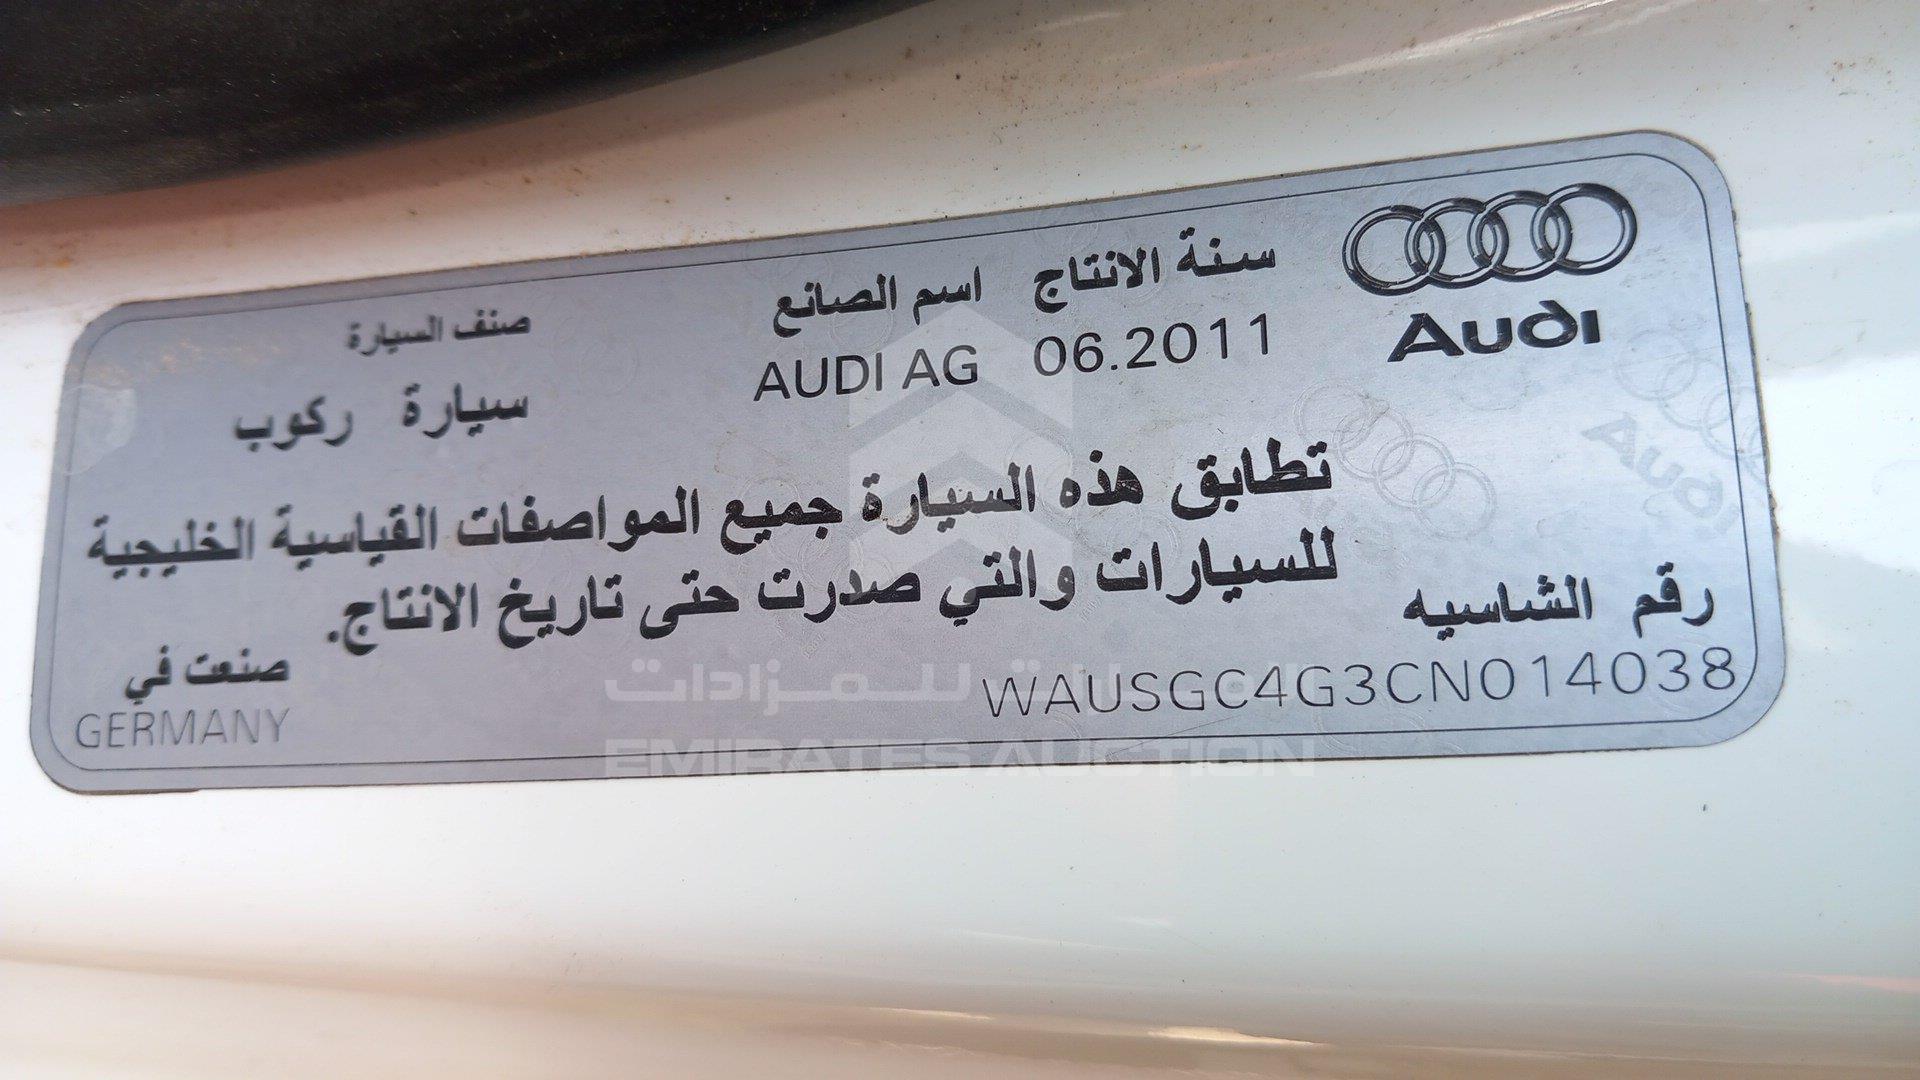 Audi
سنة الانتاج
06.2011
اسم الصانع
AUDI AG
صنف السيارة
سيارة ركوب
تطابق هذه السيارة جميع المواصفات القياسية الخليجية
للسيارات والتي صدرت حتى تاريخ الانتاج.
رقم الشاسيه
WAUSGC4G3CN014038
صنعت في
GERMANY
للمزادات
EMIRATES AUCTION